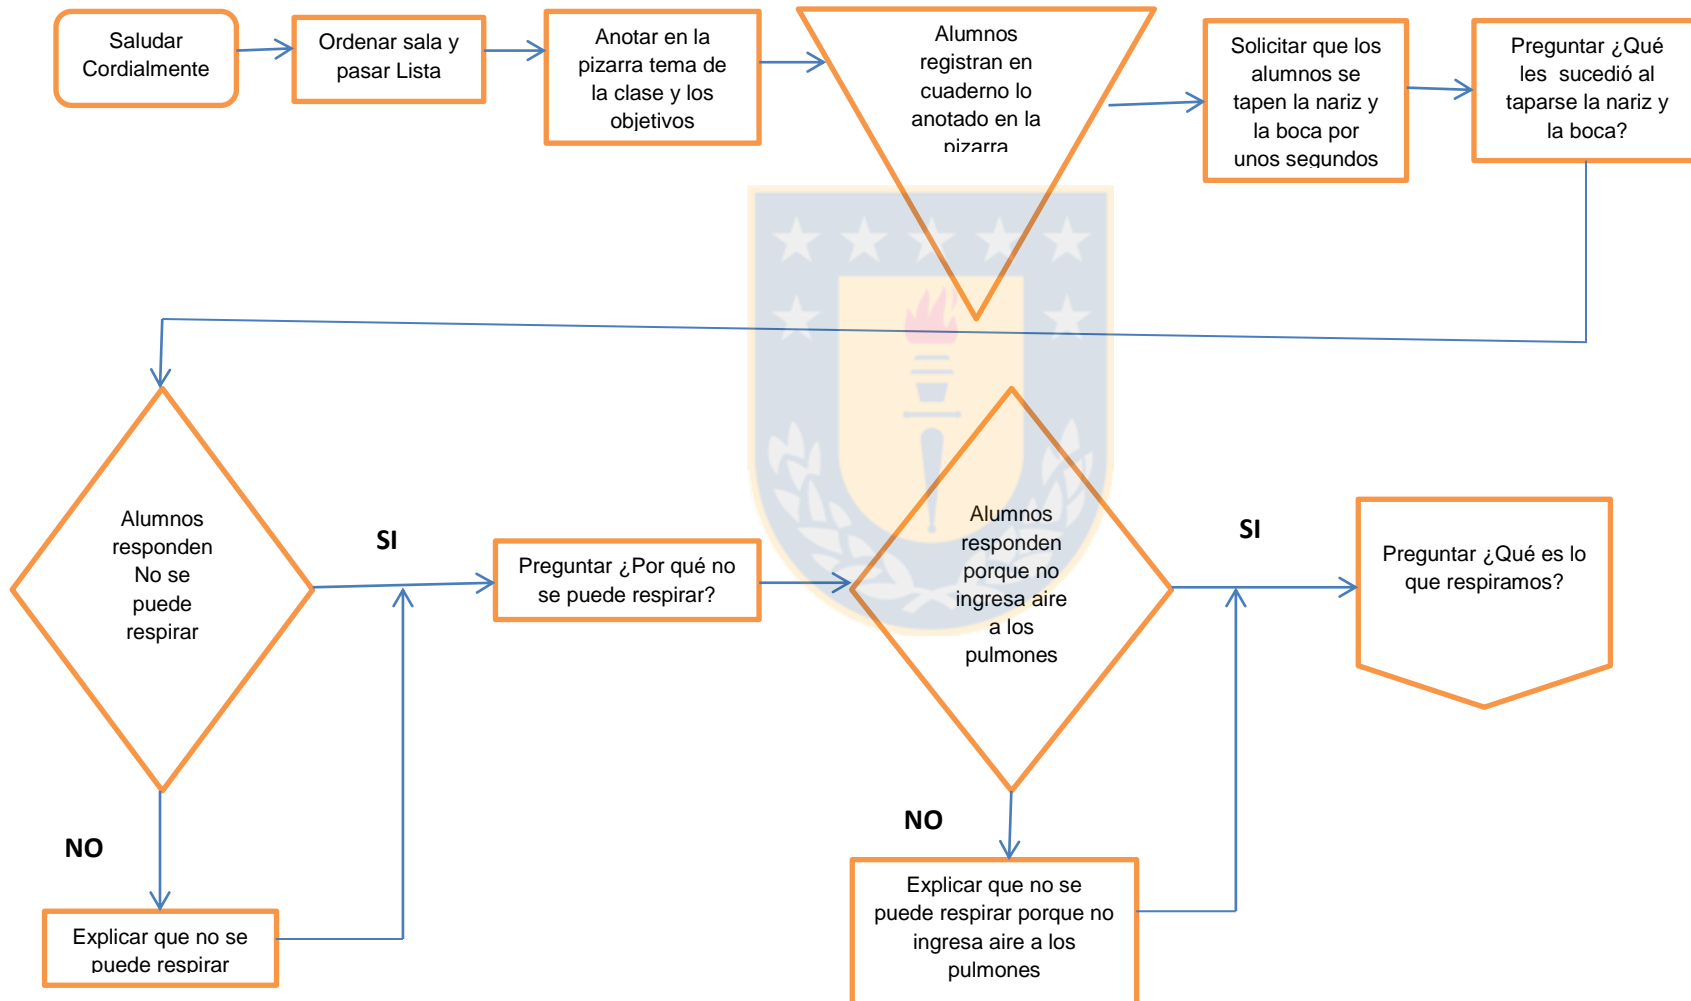 Saludar
Cordialmente
Ordenar sala y
pasar Lista
Anotar en la
pizarra tema de
la clase y los
objetivos
Alumnos
registran en
cuaderno lo
anotado en la
pizarra
Solicitar que los
alumnos se
tapen la nariz y
la boca por
unos segundos
Preguntar ¿Qué
les sucedió al
taparse la nariz y
la boca?
Alumnos
responden
No se
puede
respirar
SI
Preguntar ¿Por qué no
se puede respirar?
Alumnos
responden
porque no
ingresa aire
a los
pulmones
SI
Preguntar ¿Qué es lo
que respiramos?
NO
Explicar que no se
puede respirar
NO
Explicar que no se
puede respirar porque no
ingresa aire a los
pulmones